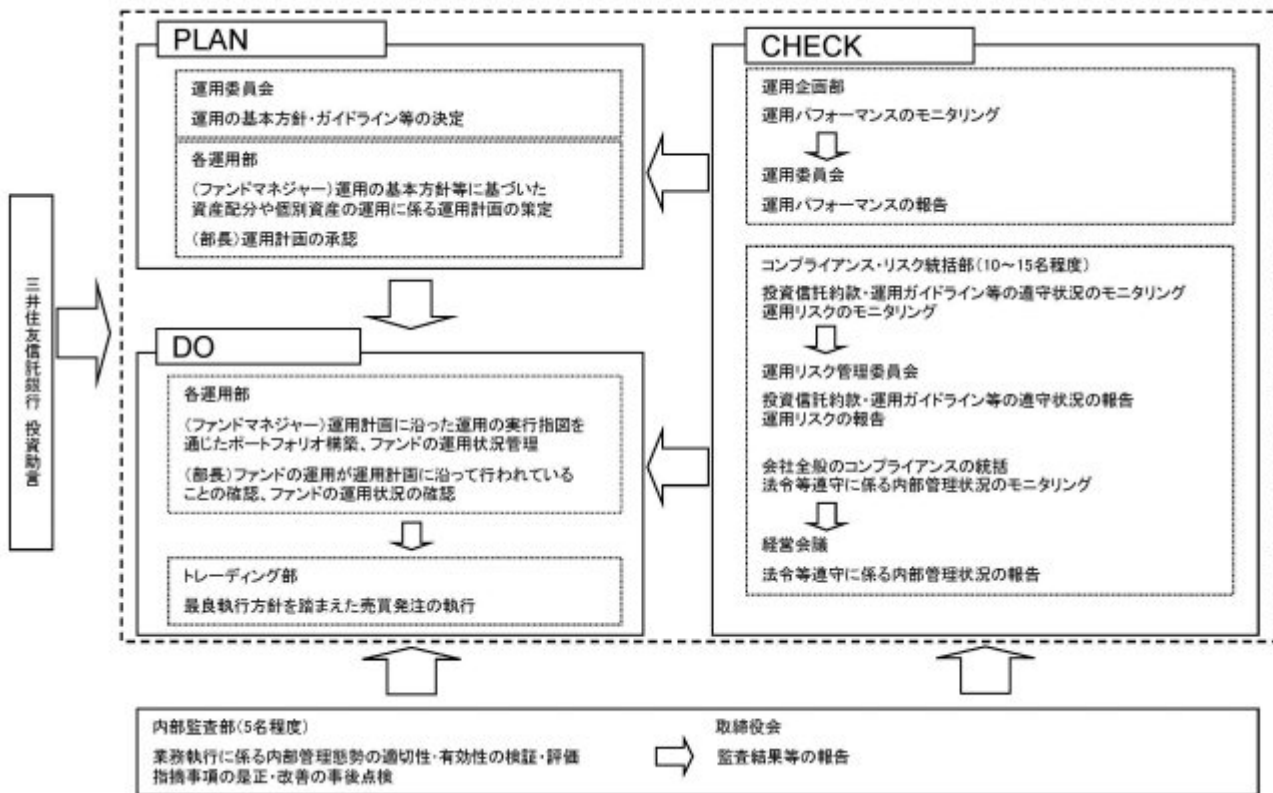 三井住友信託銀行 投資助言
PLAN
運用委員会
運用の基本方針・ガイドライン等の決定
各運用部
(ファンドマネジャー)運用の基本方針等に基づいた
資産配分や個別資産の運用に係る運用計画の策定
(部長)運用計画の承認
DO
各運用部
(ファンドマネジャー)運用計画に沿った運用の実行指図を
通じたポートフォリオ構築、ファンドの運用状況管理
(部長)ファンドの運用が運用計画に沿って行われている
ことの確認、ファンドの運用状況の確認
トレーディング部
最良執行方針を踏まえた売買発注の執行
CHECK
運用企画部
運用パフォーマンスのモニタリング
運用委員会
運用パフォーマンスの報告
コンプライアンス・リスク統括部(10～15名程度)
投資信託約款・運用ガイドライン等の遵守状況のモニタリング
運用リスクのモニタリング
運用リスク管理委員会
投資信託約款・運用ガイドライン等の遵守状況の報告
運用リスクの報告
会社全般のコンプライアンスの統括
法令等遵守に係る内部管理状況のモニタリング
経営会議
法令等遵守に係る内部管理状況の報告
内部監査部(5名程度)
業務執行に係る内部管理態勢の適切性・有効性の検証・評価
指摘事項の是正・改善の事後点検
取締役会
監査結果等の報告